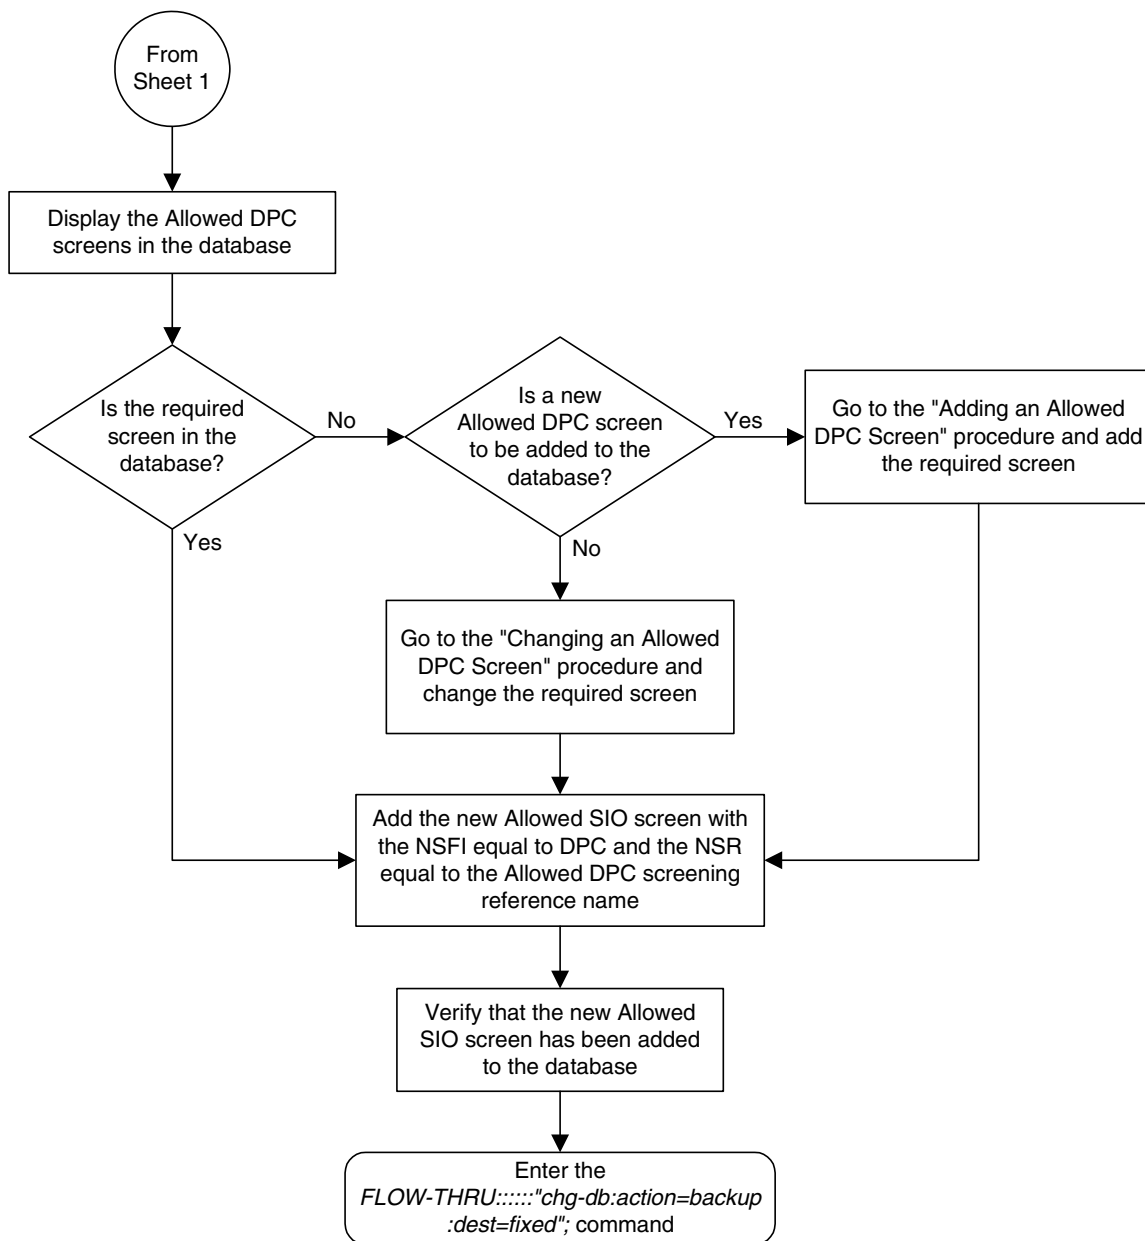 From
Sheet 1
Display the Allowed DPC
screens in the database
Is the required
screen in the
database?
No
Yes
Is a new
Allowed DPC screen
to be added to the
database?
Yes
No
Go to the "Adding an Allowed
DPC Screen" procedure and add
the required screen
Go to the "Changing an Allowed
DPC Screen" procedure and
change the required screen
Add the new Allowed SIO screen with
the NSFI equal to DPC and the NSR
equal to the Allowed DPC screening
reference name
Verify that the new Allowed
SIO screen has been added
to the database
Enter the
FLOW-THRU::::::"chg-db:action=backup
:dest=fixed"; command